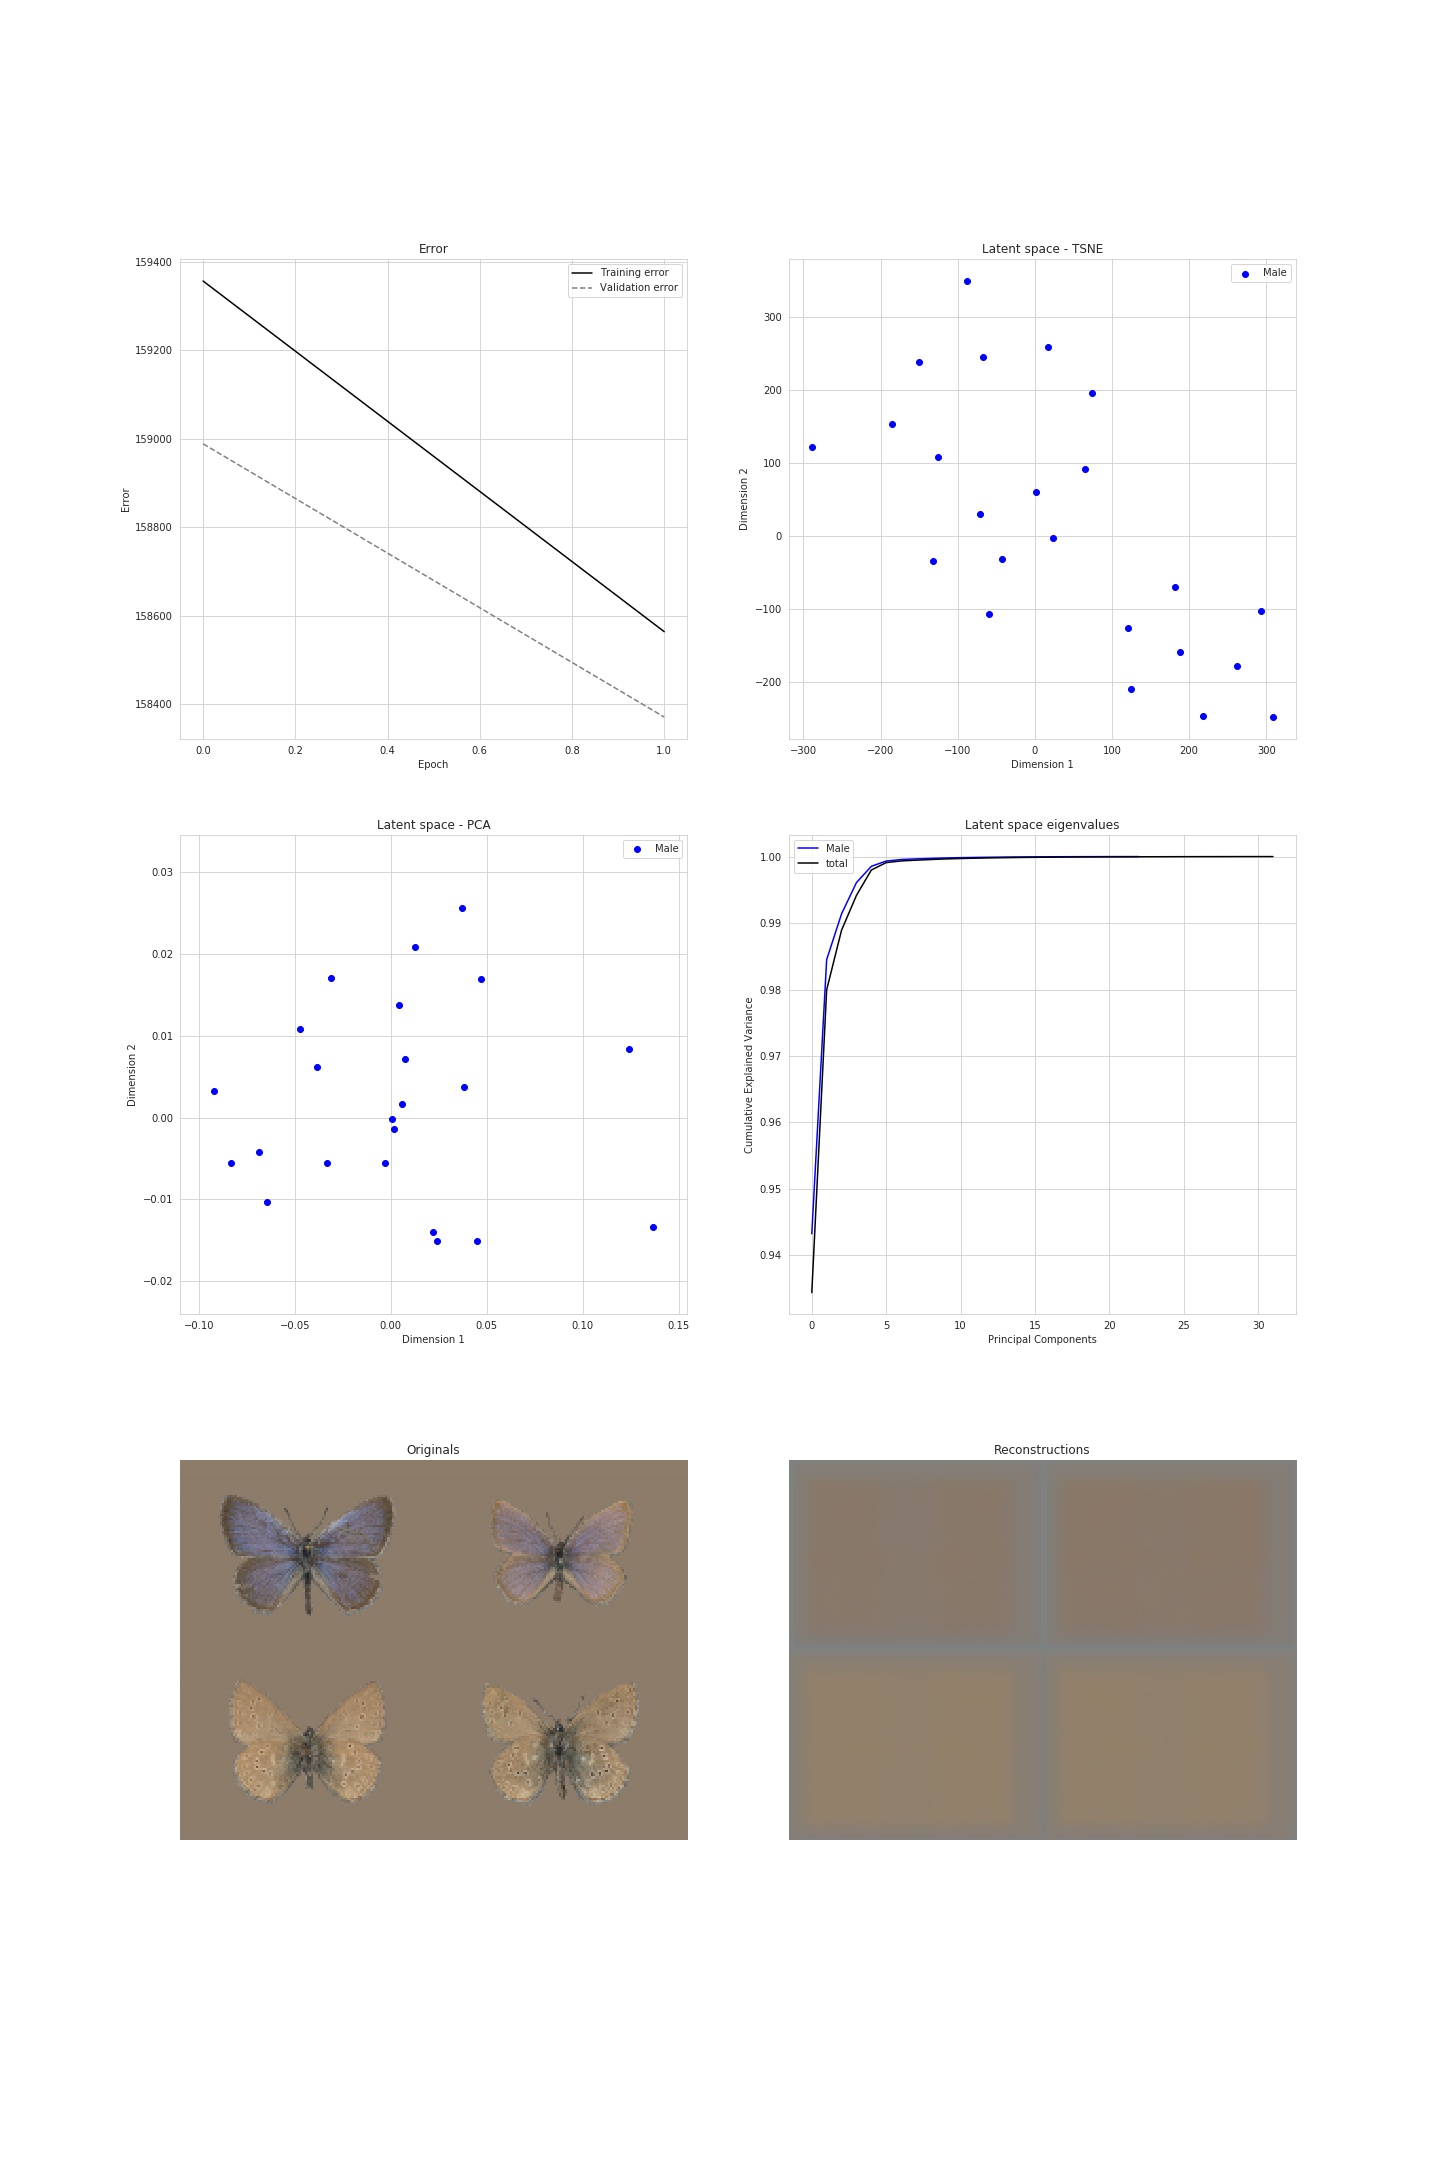 Error
Training error
Validation error
159400
159200
159000
158800
158600
158400
Error
0.0 0.2 0.4 0.6 0.8 1.0
Epoch
Latent space - TSNE
Male
300
200
100
0
−100
−200
Dimension 2
−300 −200 −100 0 100 200 300
Dimension 1
Latent space - PCA
Male
0.03
0.02
0.01
0.00
−0.01
−0.02
Dimension 2
−0.10 −0.05 0.00 0.05 0.10 0.15
Dimension 1
Latent space eigenvalues
Male
total
1.00
0.99
0.98
0.97
0.96
0.95
0.94
Cumulative Explained Variance
0 5 10 15 20 25 30
Principal Components
Originals
Reconstructions